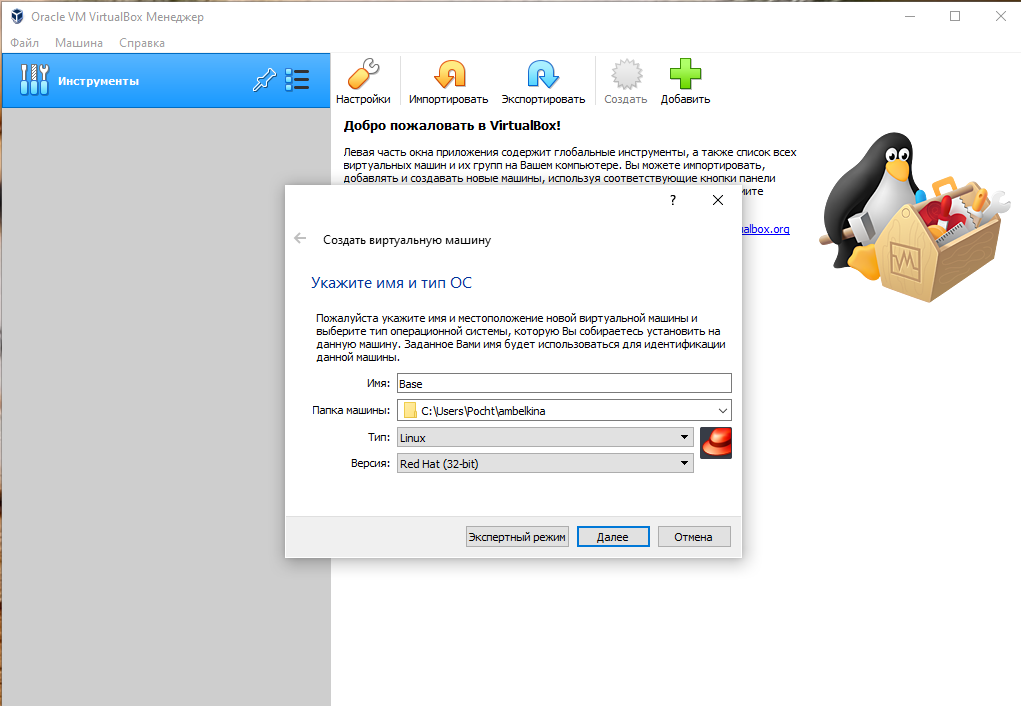 Oracle VM VirtualBox Менеджер
Файл Машина Справка
Инструменты
Настройки Импортировать Экспортировать Создать Добавить
Добро пожаловать в VirtualBox!
Левая часть окна приложения содержит глобальные инструменты, а также список всех
виртуальных машин и их групп на Вашем компьютере. Вы можете импортировать,
добавлять и создавать новые машины, используя соответствующие кнопки панели
?
Создать виртуальную машину
Укажите имя и тип ОС
Пожалуйста укажите имя и местоположение новой виртуальной машины и
выберите тип операционной системы, которую Вы собираетесь установить на
данную машину. Заданное Вами имя будет использоваться для идентификации
данной машины.
Имя: Base
Папка машины: C:\Users\Pocht\ambelkina
Тип: Linux
Версия: Red Hat (32-bit)
Экспертный режим Далее Отмена